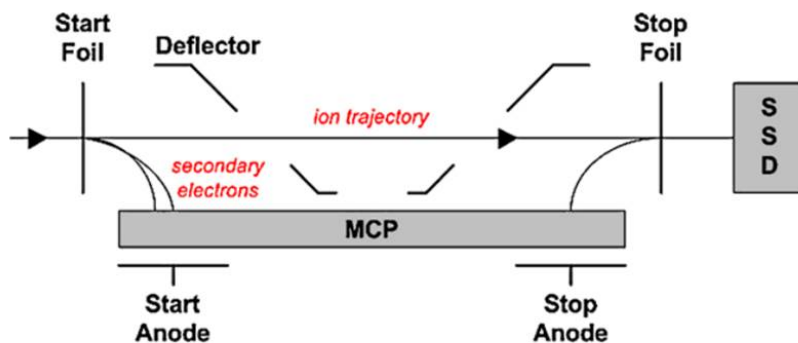 Start
Foil
Deflector
Stop
Foil
ion trajectory
S
S
D
secondary
electrons
MCP
Start
Anode
Stop
Anode